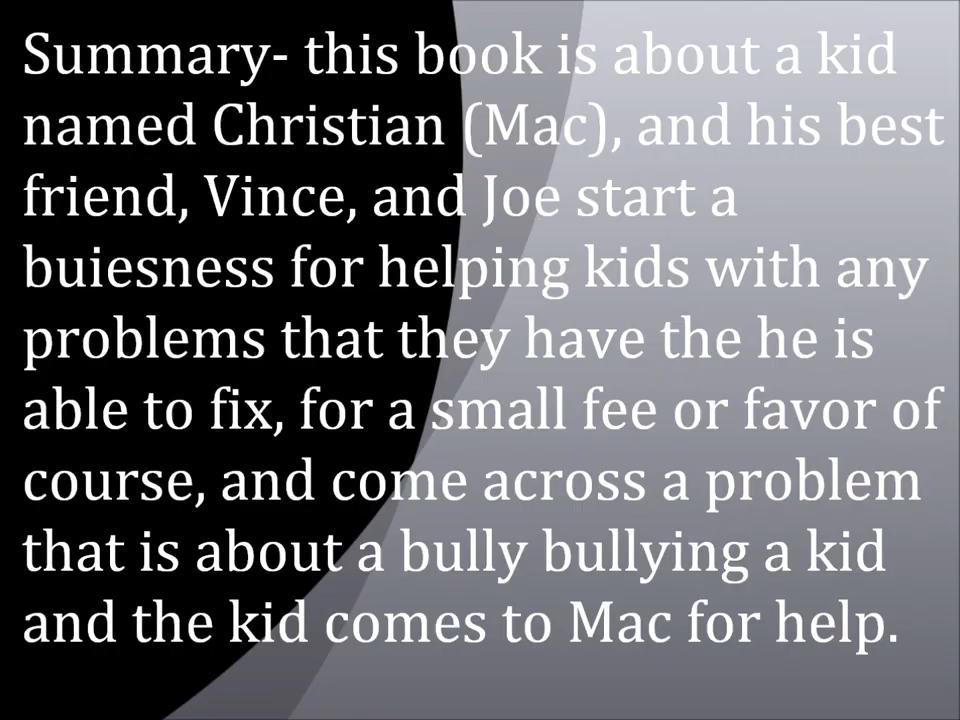 Summary- this book is about a kid
named Christian (Mac), and his best
friend, Vince, and Joe start a
buiesness for helping kids with any
problems that they have the he is
able to fix, for a small fee or favor of
course, and come across a problem
that is about a bully bullying a kid
and the kid comes to Mac for help.